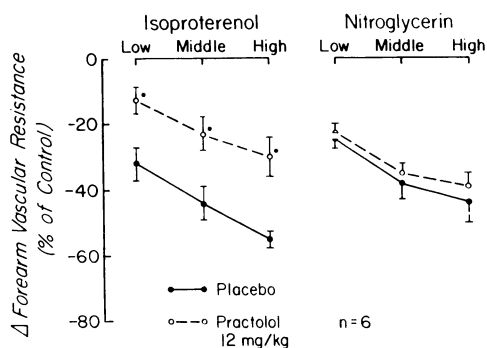 Isoproterenol
Nitroglycerin
Low Middle High
Low Middle High
0
-20
-40
-60
-80
Δ Forearm Vascular Resistance
(% of Control)
Placebo
Practolol
12 mg/kg
n=6